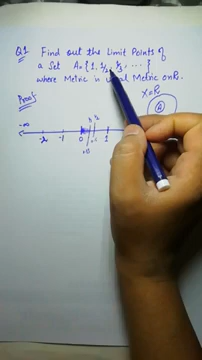 Q1 Find out the Limit Points of
a Set A={1, 1/2, 1/3, ...}
where Metric is usual Metric on R.
Proof:
X=R
A
-∞
-2 -1 0 1